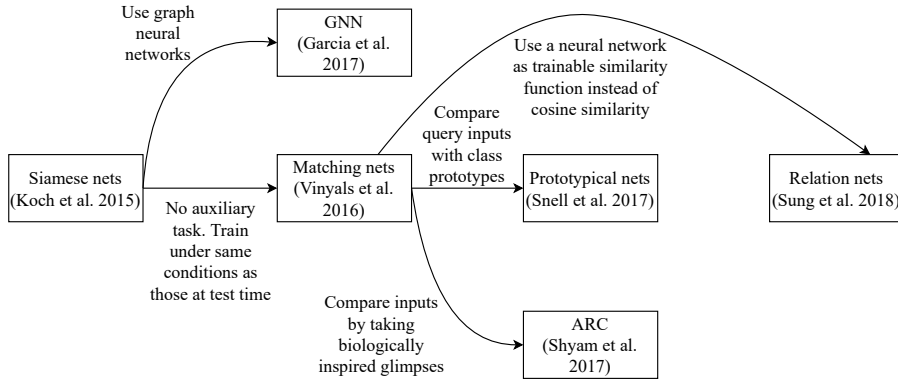 Use graph
neural
networks
GNN
(Garcia et al.
2017)
Use a neural network
as trainable similarity
function instead of
cosine similarity
Compare
query inputs
with class
prototypes
Siamese nets
(Koch et al. 2015)
Matching nets
(Vinyals et al.
2016)
Prototypical nets
(Snell et al. 2017)
Relation nets
(Sung et al. 2018)
No auxiliary
task. Train
under same
conditions as
those at test time
Compare inputs
by taking
biologically
inspired glimpses
ARC
(Shyam et al.
2017)